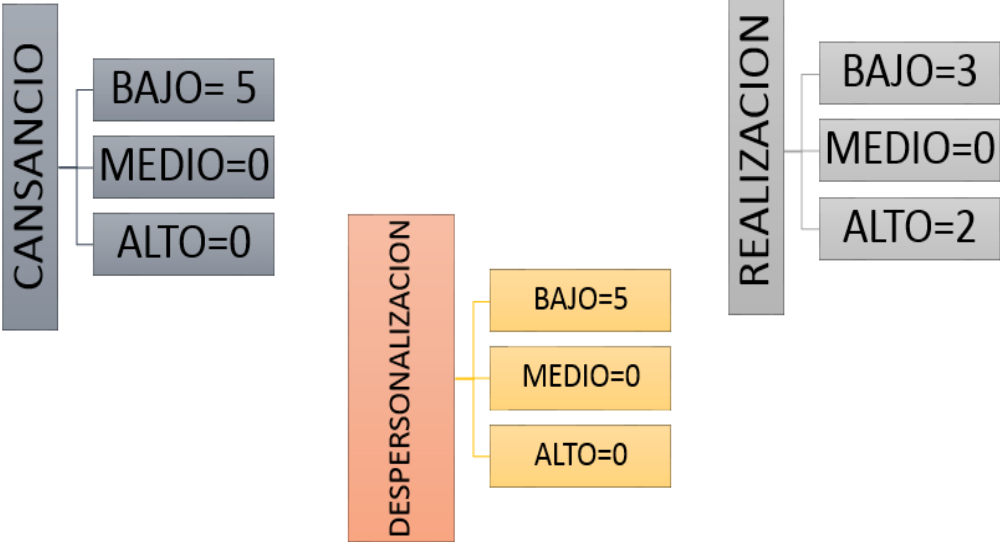 CANSANCIO
BAJO= 5
MEDIO=0
ALTO=0
DESPERSONALIZACION
BAJO=5
MEDIO=0
ALTO=0
REALIZACION
BAJO=3
MEDIO=0
ALTO=2